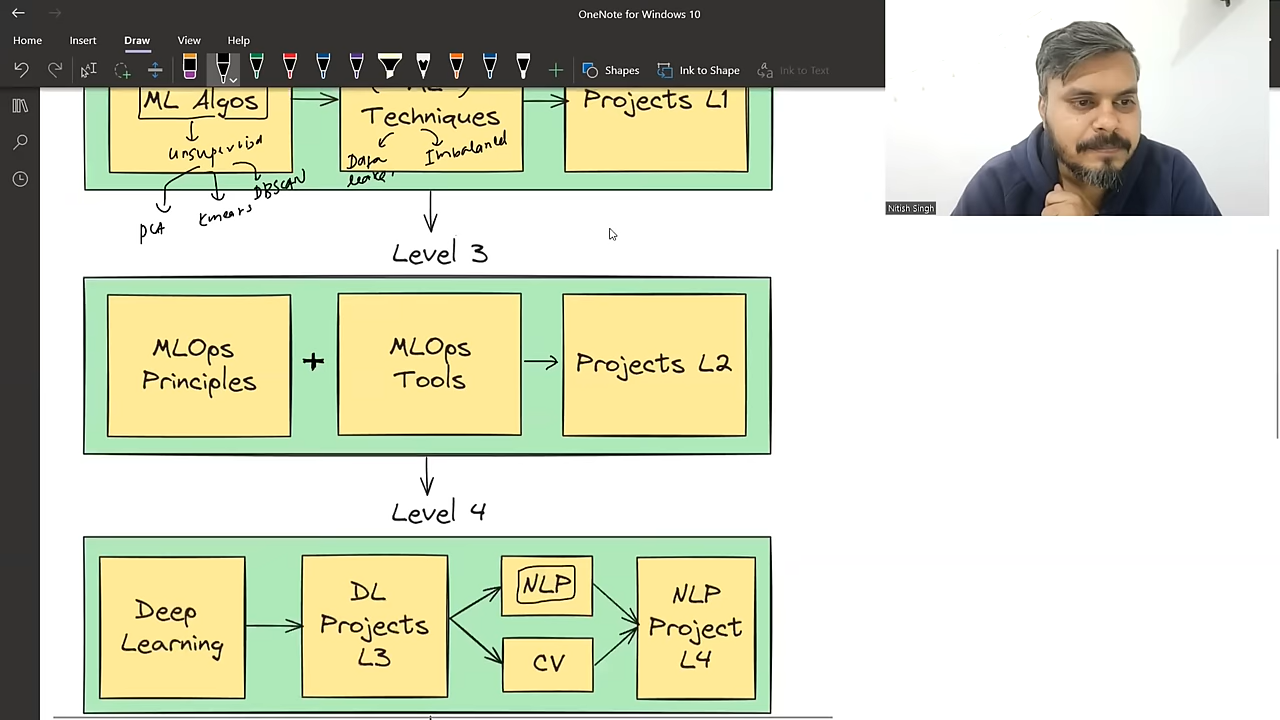 OneNote for Windows 10
Home Insert Draw View Help
Shapes Ink to Shape Ink to Text
Nitish Singh
ML Algos
Techniques
Projects L1
unsupervised
Data
Imbalanced
PCA
Kmeans
DBSCAN
Level 3
MLOps
Principles
+
MLOps
Tools
Projects L2
Level 4
Deep
Learning
DL
Projects
L3
NLP
CV
NLP
Project
L4